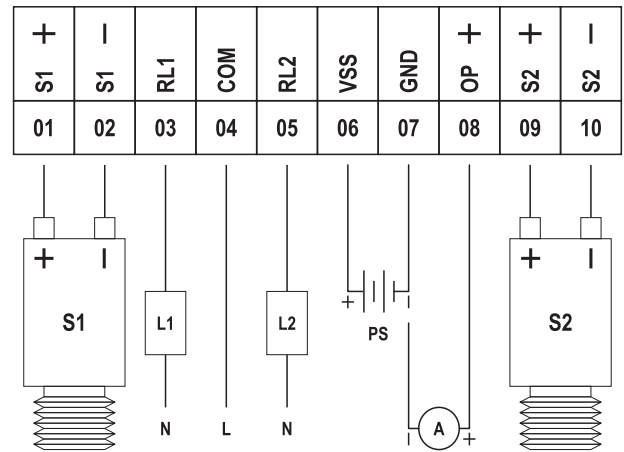 S1 + S1 − RL1 COM RL2 VSS GND OP + S2 + S2 −
01 02 03 04 05 06 07 08 09 10
+ − + −
S1 L1 L2 + − PS S2
N L N − A +